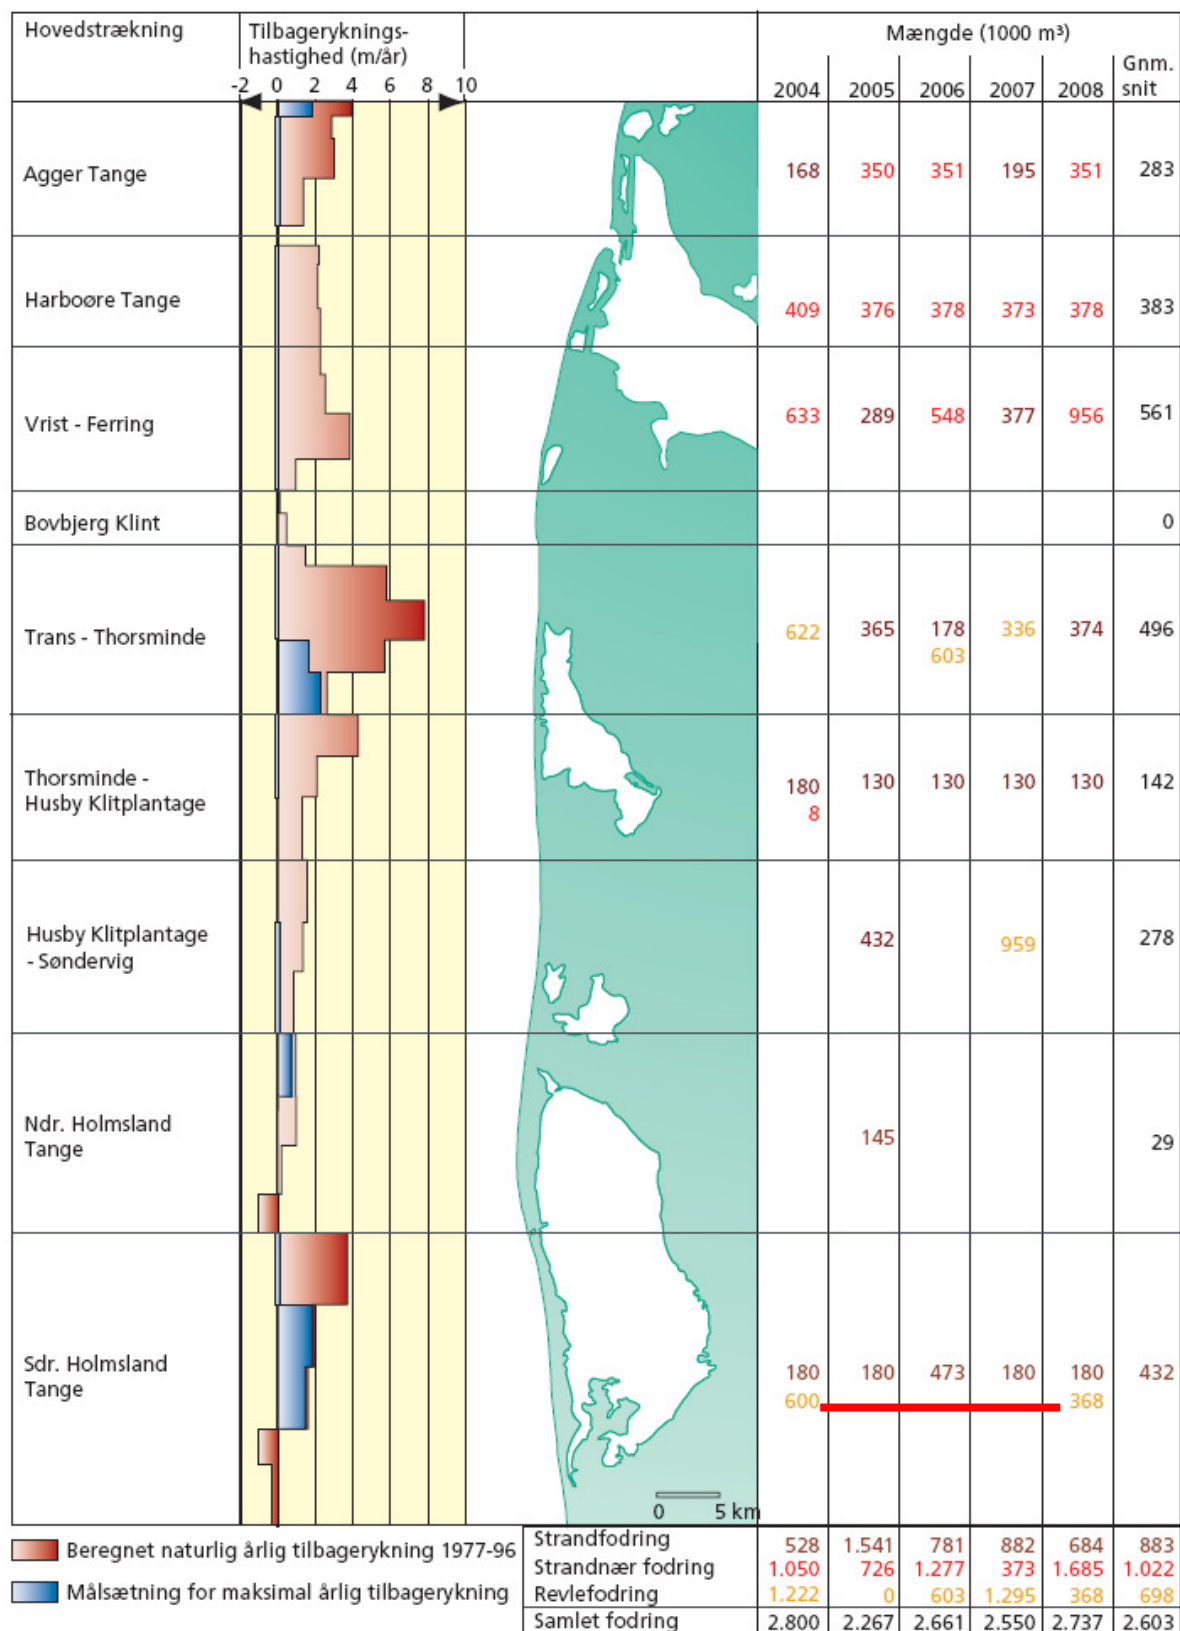 Hovedstrækning
Tilbageryknings-
hastighed (m/år)
-2 0 2 4 6 8 10
Mængde (1000 m³)
2004 2005 2006 2007 2008 Gnm.
snit
Agger Tange 168 350 351 195 351 283
Harboøre Tange 409 376 378 373 378 383
Vrist - Ferring 633 289 548 377 956 561
Bovbjerg Klint 0
Trans - Thorsminde 622 365 178 336 374 496
603
Thorsminde -
Husby Klitplantage 180 130 130 130 130 142
8
Husby Klitplantage
- Søndervig 432 959 278
Ndr. Holmsland
Tange 145 29
Sdr. Holmsland
Tange 180 180 473 180 180 432
600 368
0 5 km
Beregnet naturlig årlig tilbagerykning 1977-96
Målsætning for maksimal årlig tilbagerykning
Strandfodring 528 1.541 781 882 684 883
Strandnær fodring 1.050 726 1.277 373 1.685 1.022
Revlefodring 1.222 0 603 1.295 368 698
Samlet fodring 2.800 2.267 2.661 2.550 2.737 2.603